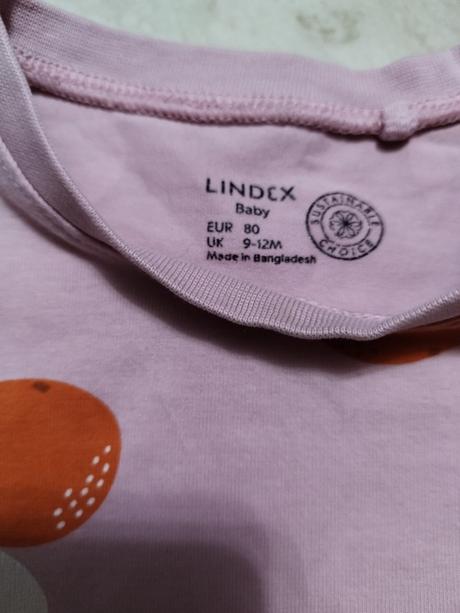 LINDEX
Baby
EUR 80
UK 9-12M
Made in Bangladesh
SUSTAINABLE
CHOICE